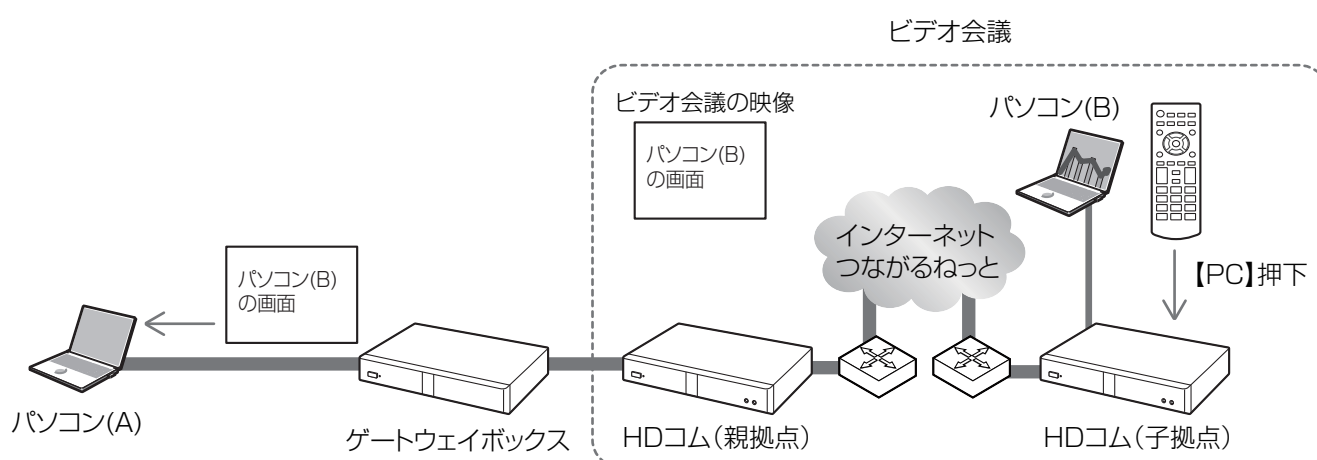 ビデオ会議
ビデオ会議の映像
パソコン(B)
の画面
パソコン(B)
インターネット
つながるねっと
【PC】押下
パソコン(B)
の画面
パソコン(A)
ゲートウェイボックス
HDコム(親拠点)
HDコム(子拠点)